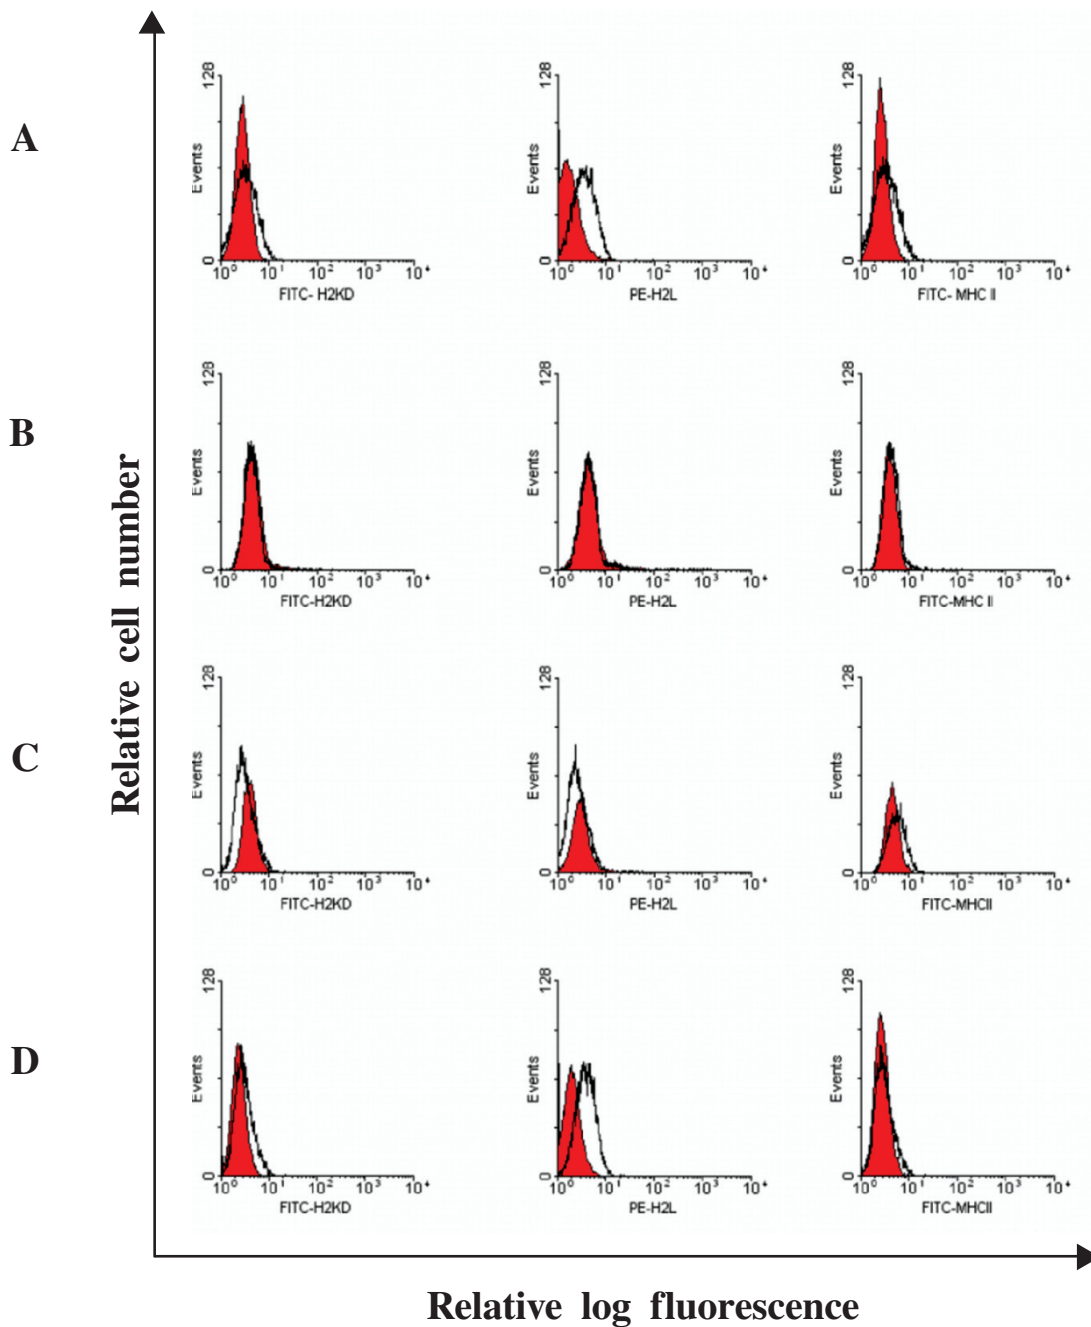 A
128
Events
0
10⁰ 10¹ 10² 10³ 10⁴
FITC- H2KD
128
Events
0
10⁰ 10¹ 10² 10³ 10⁴
PE-H2L
128
Events
0
10⁰ 10¹ 10² 10³ 10⁴
FITC- MHC II
B
128
Events
0
10⁰ 10¹ 10² 10³ 10⁴
FITC-H2KD
128
Events
0
10⁰ 10¹ 10² 10³ 10⁴
PE-H2L
128
Events
0
10⁰ 10¹ 10² 10³ 10⁴
FITC-MHC II
Relative cell number
C
128
Events
0
10⁰ 10¹ 10² 10³ 10⁴
FITC-H2KD
128
Events
0
10⁰ 10¹ 10² 10³ 10⁴
PE-H2L
128
Events
0
10⁰ 10¹ 10² 10³ 10⁴
FITC-MHCII
D
128
Events
0
10⁰ 10¹ 10² 10³ 10⁴
FITC-H2KD
128
Events
0
10⁰ 10¹ 10² 10³ 10⁴
PE-H2L
128
Events
0
10⁰ 10¹ 10² 10³ 10⁴
FITC-MHCII
Relative log fluorescence